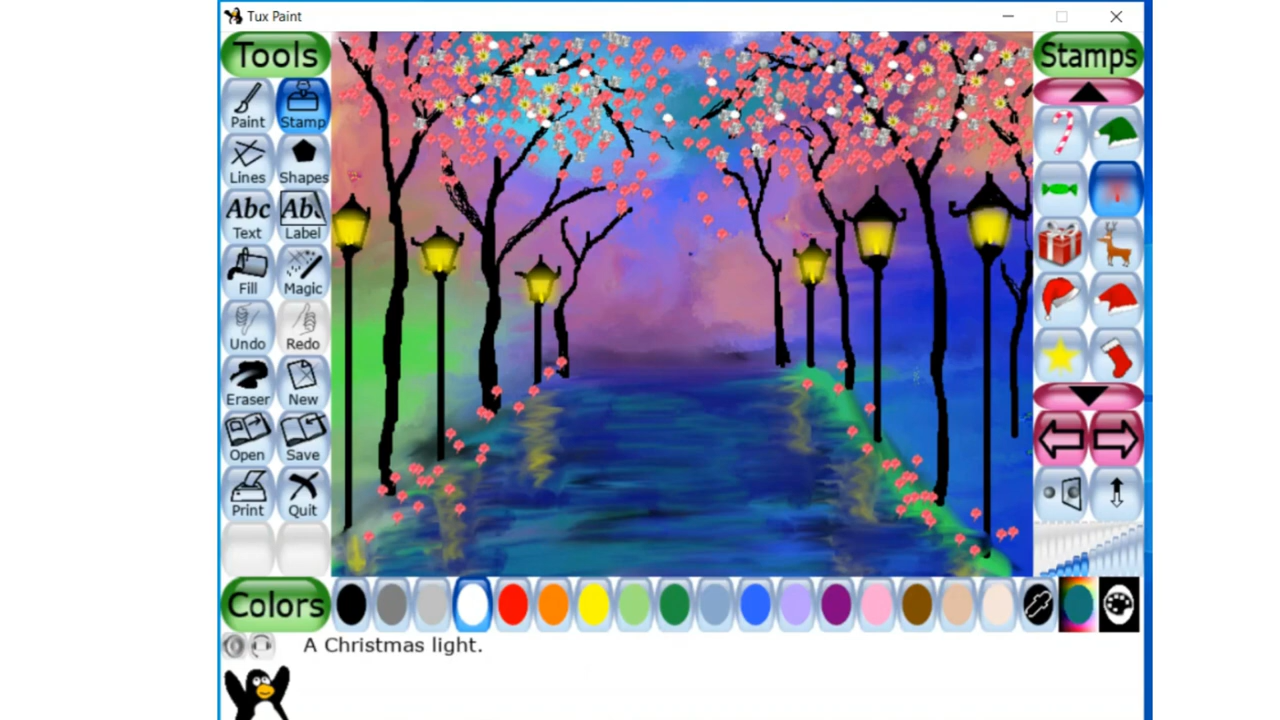 Tux Paint
Tools
Stamps
Paint
Stamp
Lines
Shapes
Abc
Text
Abc
Label
Fill
Magic
Undo
Redo
Eraser
New
Open
Save
Print
Quit
Colors
A Christmas light.